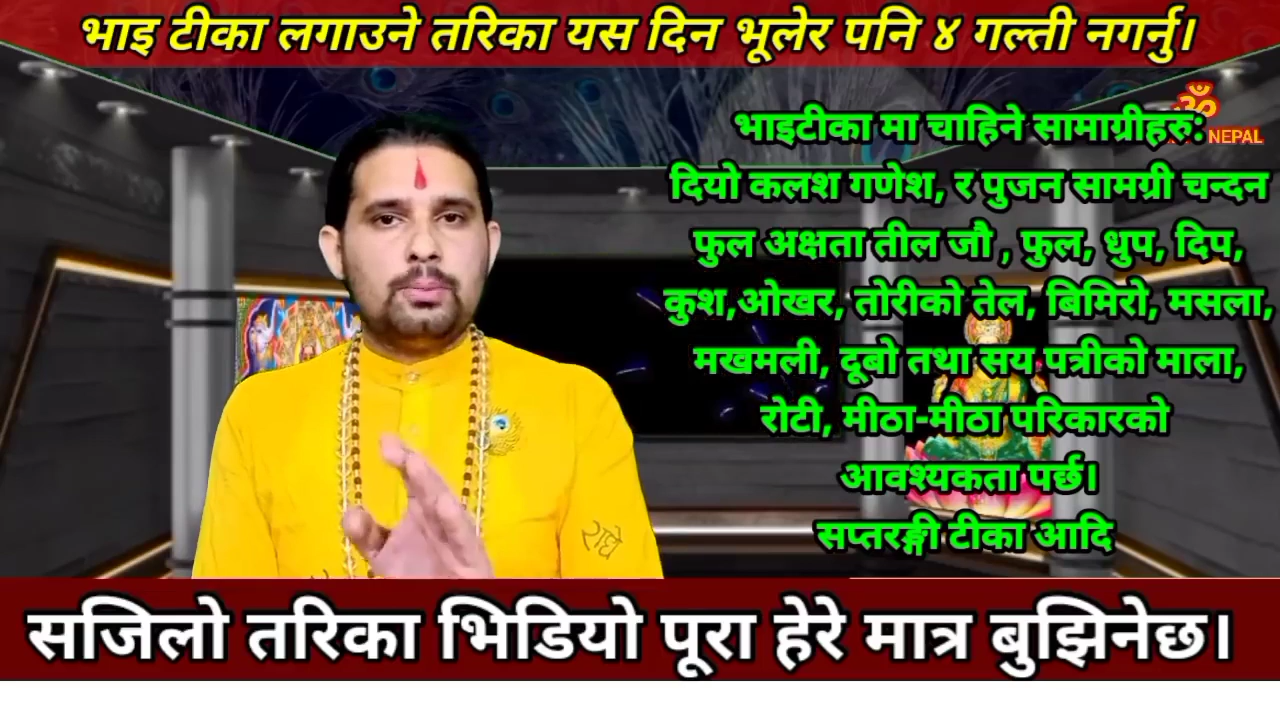 भाइ टीका लगाउने तरिका यस दिन भूलेर पनि ४ गल्ती नगर्नु।
ॐ
NEPAL
भाइटीका मा चाहिने सामाग्रीहरु:
दियो कलश गणेश, र पुजन सामग्री चन्दन
फुल अक्षता तील जौ , फुल, धुप, दिप,
कुश,ओखर, तोरीको तेल, बिमिरो, मसला,
मखमली, दूबो तथा सय पत्रीको माला,
रोटी, मीठा-मीठा परिकारको
आवश्यकता पर्छ।
सप्तरङ्गी टीका आदि
राधे
सजिलो तरिका भिडियो पूरा हेरे मात्र बुझिनेछ।